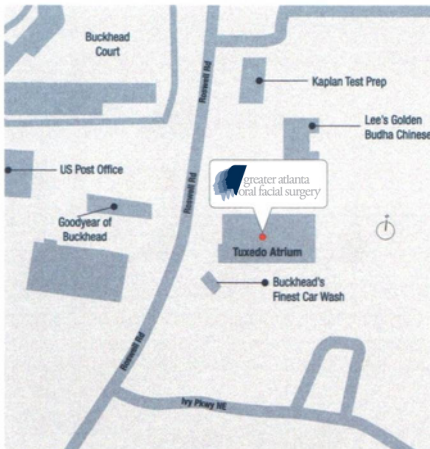 Buckhead
Court
Roswell Rd
Kaplan Test Prep
Lee's Golden
Budha Chinese
US Post Office
greater atlanta
oral facial surgery
Roswell Rd
Goodyear of
Buckhead
Tuxedo Atrium
Buckhead's
Finest Car Wash
Roswell Rd
Ivy Pkwy NE